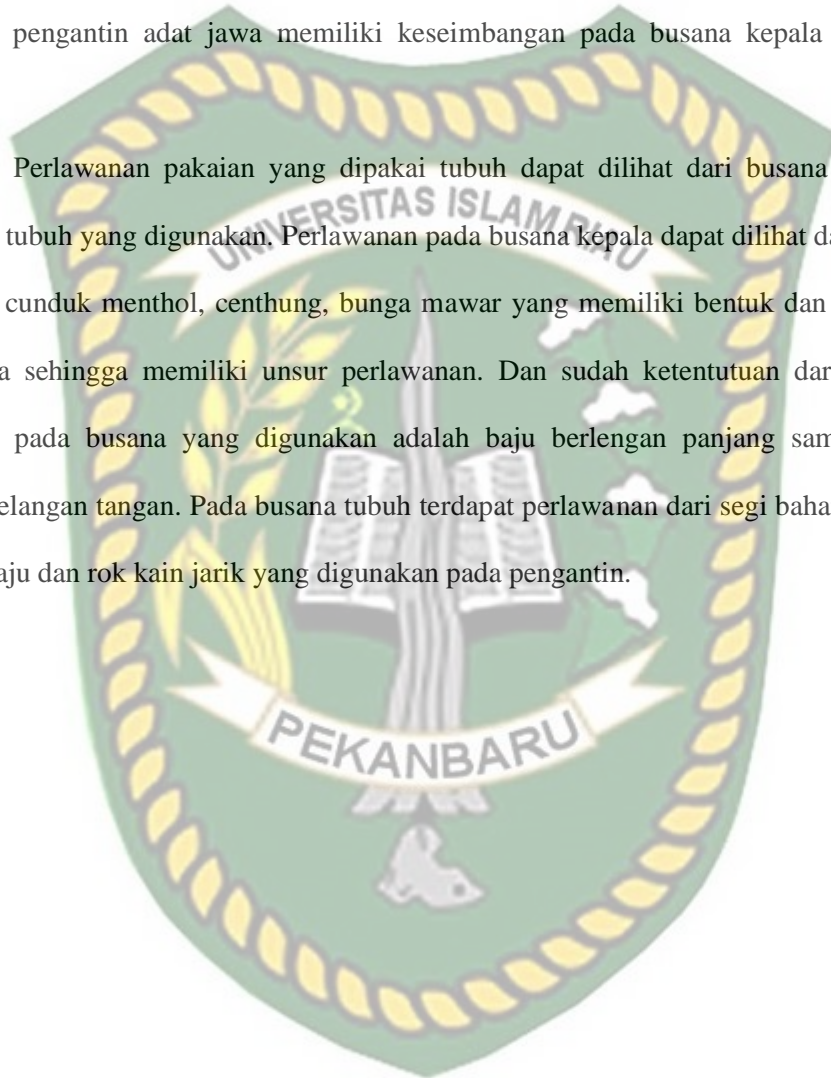 pengantin adat jawa memiliki keseimbangan pada busana kepala
Perlawanan pakaian yang dipakai tubuh dapat dilihat dari busana
UNIVERSITAS ISLAM RIAU
tubuh yang digunakan. Perlawanan pada busana kepala dapat dilihat
cunduk menthol, centhung, bunga mawar yang memiliki bentuk dan
sehingga memiliki unsur perlawanan. Dan sudah ketentutuan dar
pada busana yang digunakan adalah baju berlengan panjang sam
elangan tangan. Pada busana tubuh terdapat perlawanan dari segi baha
aju dan rok kain jarik yang digunakan pada pengantin.
PEKANBARU